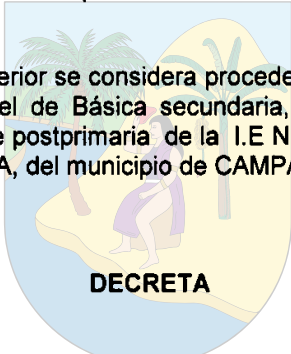 erior se considera procede
el de Básica secundaria,
e postprimaria de la I.E N
A, del municipio de CAMPA
DECRETA